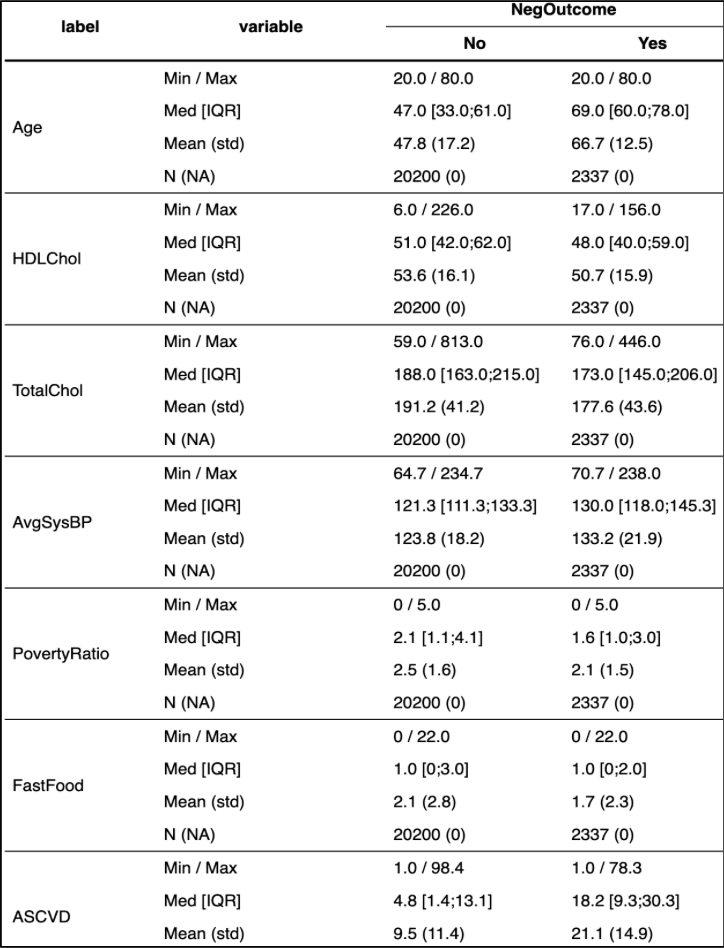 NegOutcome
label variable No Yes
Min / Max 20.0 / 80.0 20.0 / 80.0
Med [IQR] 47.0 [33.0;61.0] 69.0 [60.0;78.0]
Age
Mean (std) 47.8 (17.2) 66.7 (12.5)
N (NA) 20200 (0) 2337 (0)
Min / Max 6.0 / 226.0 17.0 / 156.0
Med [IQR] 51.0 [42.0;62.0] 48.0 [40.0;59.0]
HDLChol
Mean (std) 53.6 (16.1) 50.7 (15.9)
N (NA) 20200 (0) 2337 (0)
Min / Max 59.0 / 813.0 76.0 / 446.0
Med [IQR] 188.0 [163.0;215.0] 173.0 [145.0;206.0]
TotalChol
Mean (std) 191.2 (41.2) 177.6 (43.6)
N (NA) 20200 (0) 2337 (0)
Min / Max 64.7 / 234.7 70.7 / 238.0
Med [IQR] 121.3 [111.3;133.3] 130.0 [118.0;145.3]
AvgSysBP
Mean (std) 123.8 (18.2) 133.2 (21.9)
N (NA) 20200 (0) 2337 (0)
Min / Max 0 / 5.0 0 / 5.0
Med [IQR] 2.1 [1.1;4.1] 1.6 [1.0;3.0]
PovertyRatio
Mean (std) 2.5 (1.6) 2.1 (1.5)
N (NA) 20200 (0) 2337 (0)
Min / Max 0 / 22.0 0 / 22.0
Med [IQR] 1.0 [0;3.0] 1.0 [0;2.0]
FastFood
Mean (std) 2.1 (2.8) 1.7 (2.3)
N (NA) 20200 (0) 2337 (0)
Min / Max 1.0 / 98.4 1.0 / 78.3
Med [IQR] 4.8 [1.4;13.1] 18.2 [9.3;30.3]
ASCVD
Mean (std) 9.5 (11.4) 21.1 (14.9)